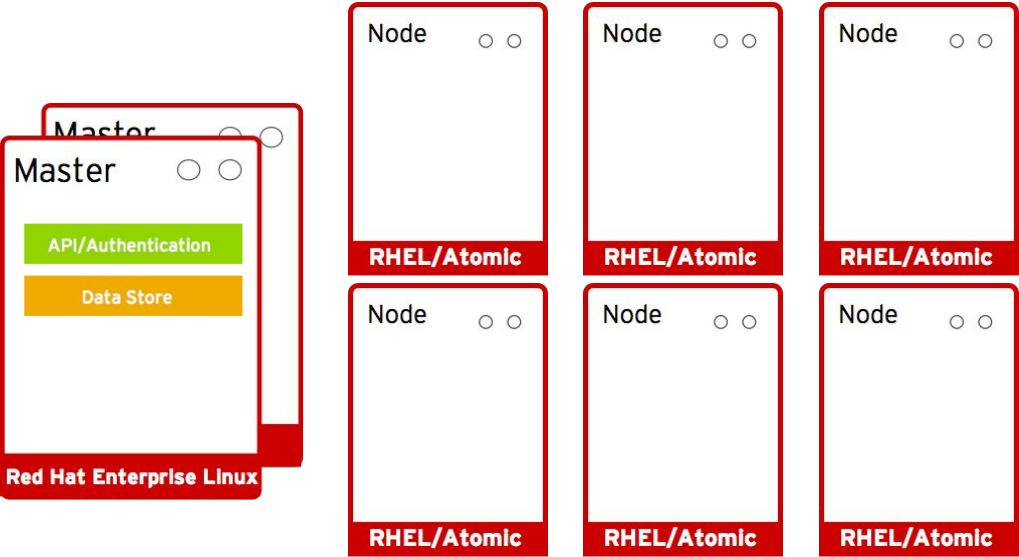 Node
Node
Node
Master
Master
API/Authentication
Data Store
RHEL/Atomic
RHEL/Atomic
RHEL/Atomic
Node
Node
Node
Red Hat Enterprise Linux
RHEL/Atomic
RHEL/Atomic
RHEL/Atomic